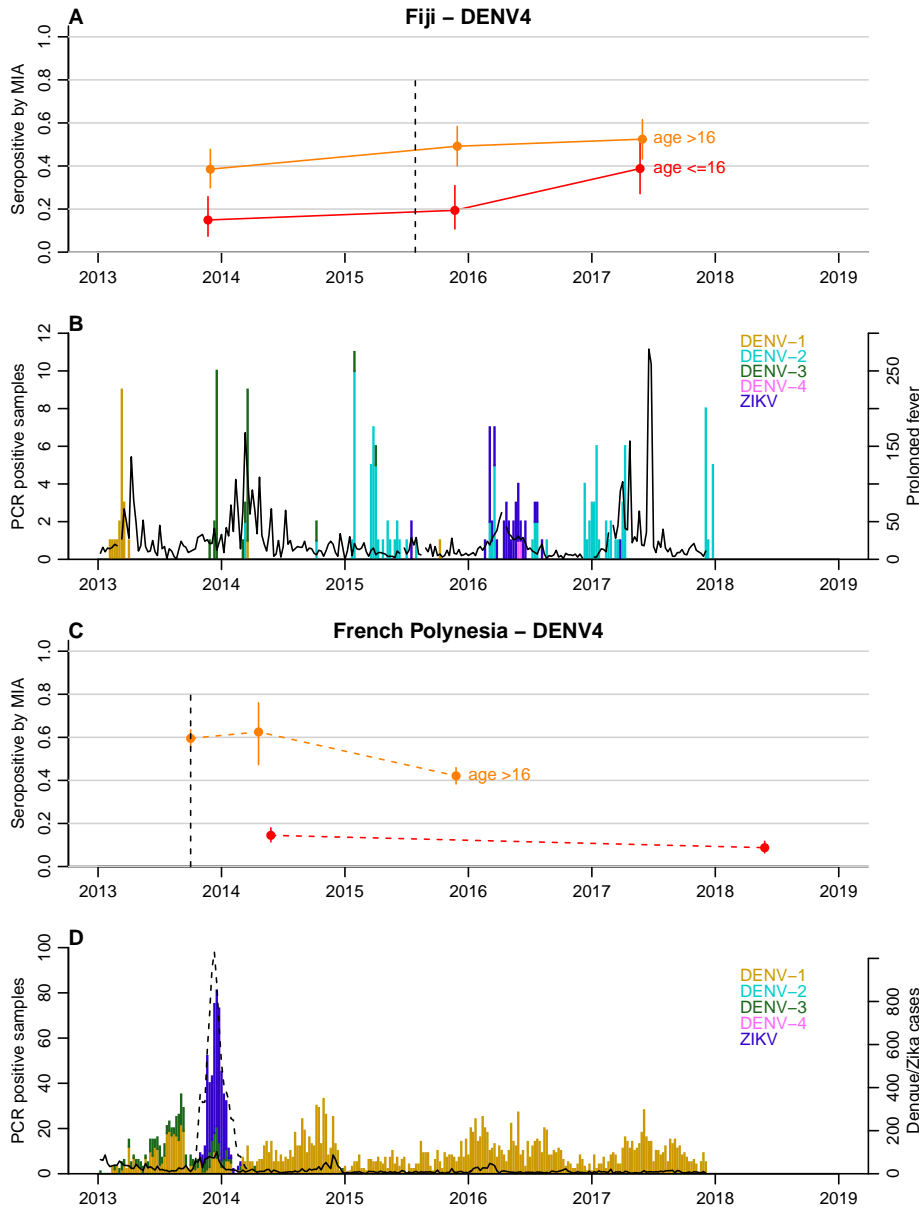 A
Fiji – DENV4
Seropositive by MIA
0.0 0.2 0.4 0.6 0.8 1.0
age >16
age <=16
2013 2014 2015 2016 2017 2018 2019
B
PCR positive samples
0 2 4 6 8 10 12
DENV−1
DENV−2
DENV−3
DENV−4
ZIKV
0 50 150 250
Prolonged fever
2013 2014 2015 2016 2017 2018 2019
C
French Polynesia – DENV4
Seropositive by MIA
0.0 0.2 0.4 0.6 0.8 1.0
age >16
2013 2014 2015 2016 2017 2018 2019
D
PCR positive samples
0 20 40 60 80 100
DENV−1
DENV−2
DENV−3
DENV−4
ZIKV
0 200 400 600 800
Dengue/Zika cases
2013 2014 2015 2016 2017 2018 2019